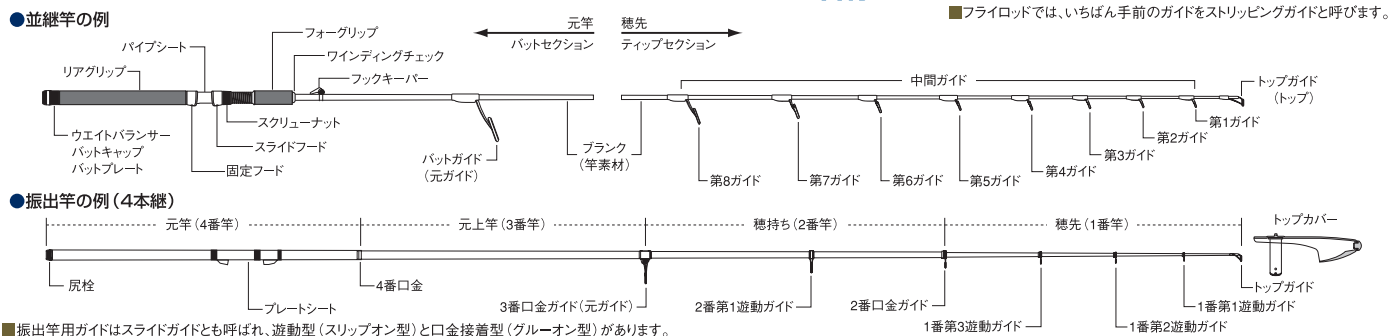 ■フライロッドでは、いちばん手前のガイドをストリッピングガイドと呼びます。
●並継竿の例
元竿
バットセクション
穂先
ティップセクション
フォーグリップ
パイプシート
ワインディングチェック
リアグリップ
フックキーパー
中間ガイド
トップガイド
(トップ)
ウエイトバランサー
バットキャップ
バットプレート
固定フード
スライドフード
スクリューナット
バットガイド
(元ガイド)
ブランク
(竿素材)
第8ガイド
第7ガイド
第6ガイド
第5ガイド
第4ガイド
第3ガイド
第2ガイド
第1ガイド
●振出竿の例(4本継)
元竿(4番竿)
元上竿(3番竿)
穂持ち(2番竿)
穂先(1番竿)
トップカバー
尻栓
プレートシート
4番口金
3番口金ガイド(元ガイド)
2番第1遊動ガイド
2番口金ガイド
1番第3遊動ガイド
1番第2遊動ガイド
1番第1遊動ガイド
トップガイド
■振出竿用ガイドはスライドガイドとも呼ばれ、遊動型(スリップオン型)と口金接着型(グルーオン型)があります。